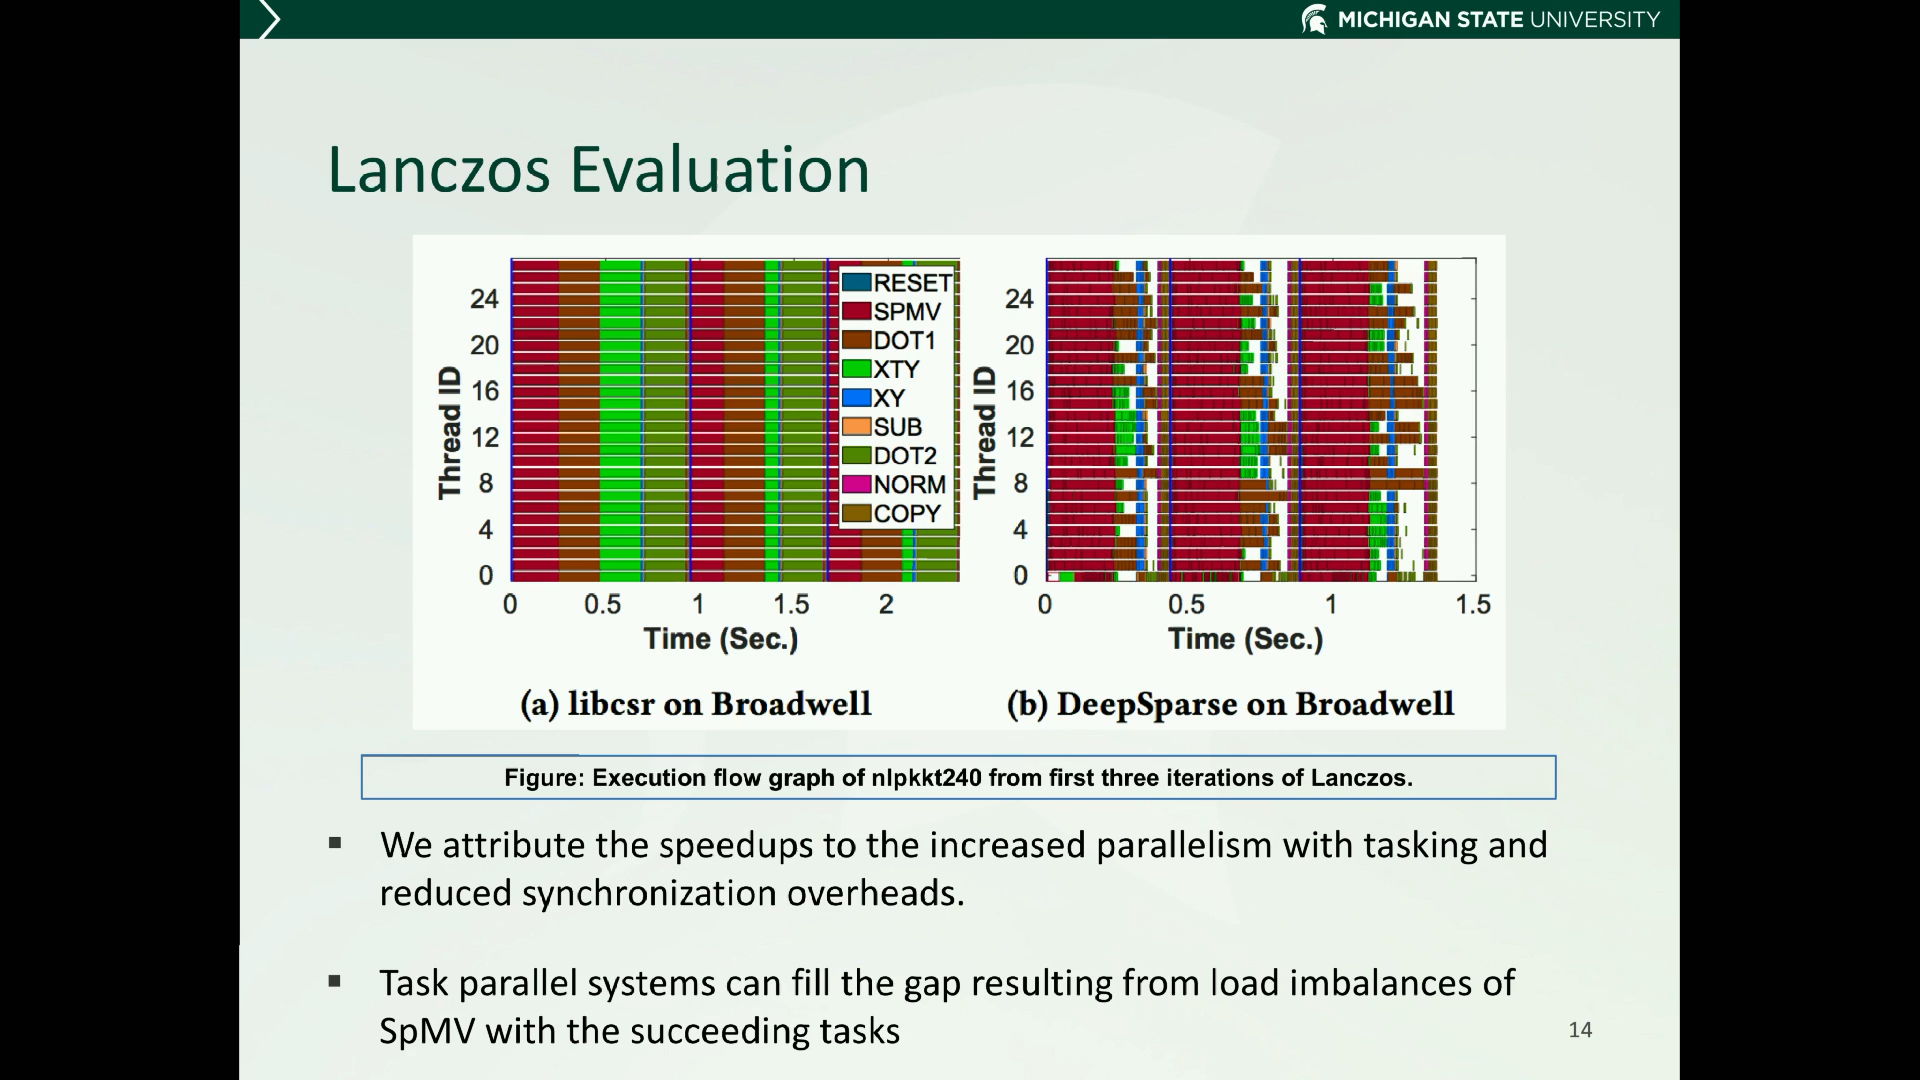 MICHIGAN STATE UNIVERSITY
Lanczos Evaluation
RESET
SPMV
DOT1
XTY
XY
SUB
DOT2
NORM
COPY
Thread ID
24
20
16
12
8
4
0
0 0.5 1 1.5 2
Time (Sec.)
(a) libcsr on Broadwell
Thread ID
24
20
16
12
8
4
0
0 0.5 1 1.5
Time (Sec.)
(b) DeepSparse on Broadwell
Figure: Execution flow graph of nlpkkt240 from first three iterations of Lanczos.
▪ We attribute the speedups to the increased parallelism with tasking and
reduced synchronization overheads.
▪ Task parallel systems can fill the gap resulting from load imbalances of
SpMV with the succeeding tasks
14